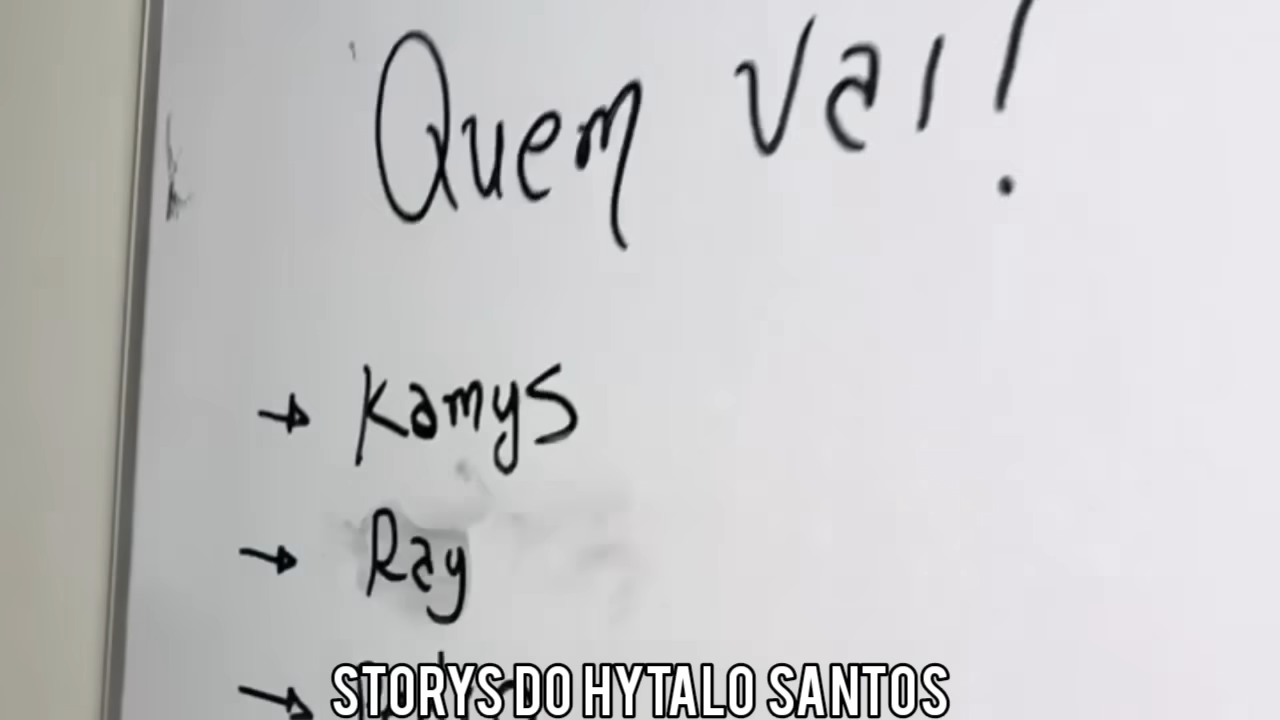 Quem vai!
→ Kamys
→ Ray
→
STORYS DO HYTALO SANTOS